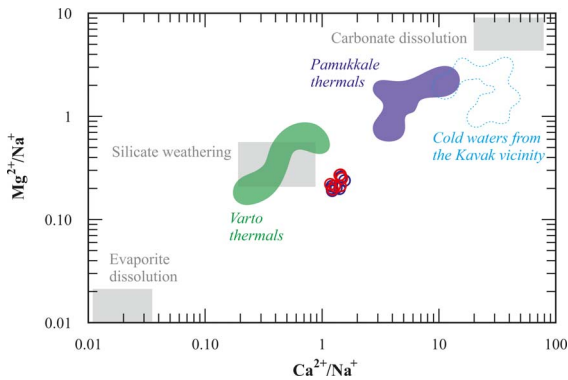 10
Carbonate dissolution
Pamukkale
thermals
1
Cold waters from
the Kavak vicinity
Silicate weathering
Mg²⁺/Na⁺
0.10
Varto
thermals
Evaporite
dissolution
0.01
0.01
0.10
1
10
100
Ca²⁺/Na⁺